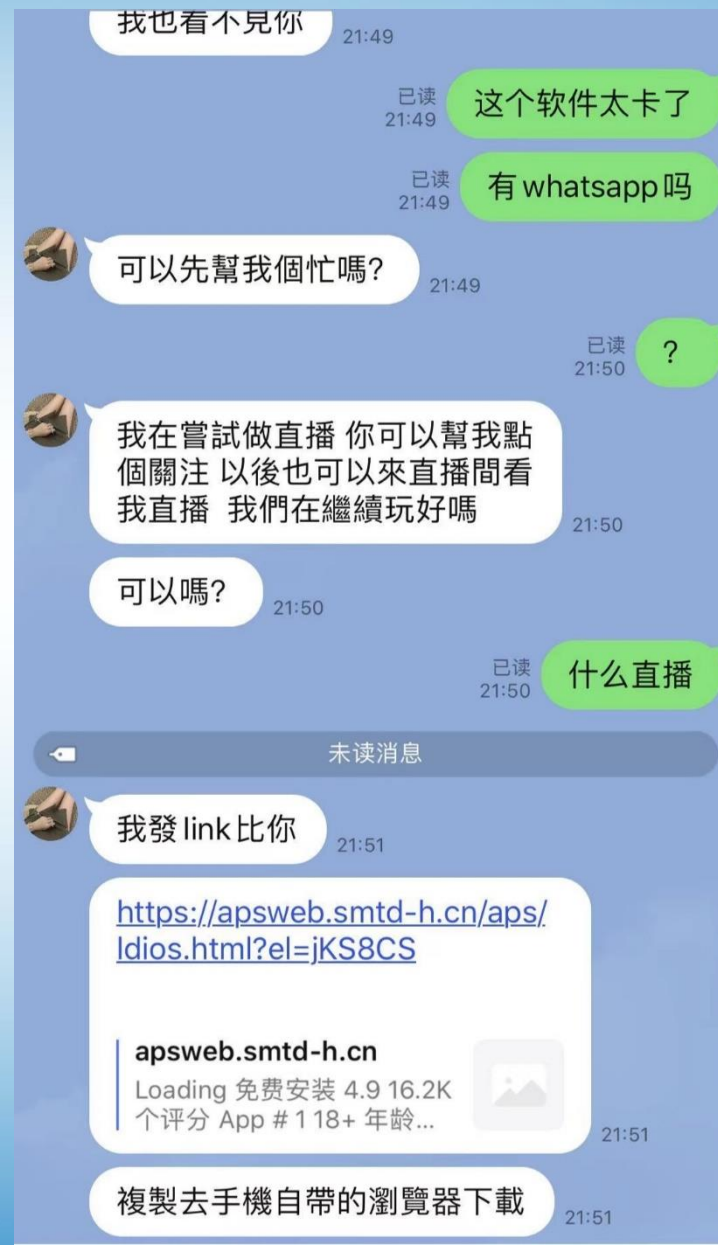 我也看不見你
21:49
已读
21:49
这个软件太卡了
已读
21:49
有whatsapp吗
可以先幫我個忙嗎?
21:49
已读
21:50
?
我在嘗試做直播 你可以幫我點
個關注 以後也可以來直播間看
我直播 我們在繼續玩好嗎
21:50
可以嗎?
21:50
已读
21:50
什么直播
未读消息
我發link比你
21:51
https://apsweb.smtd-h.cn/aps/
ldios.html?el=jKS8CS
apsweb.smtd-h.cn
Loading 免费安装 4.9 16.2K
个评分 App # 1 18+ 年龄...
21:51
複製去手機自帶的瀏覽器下載
21:51